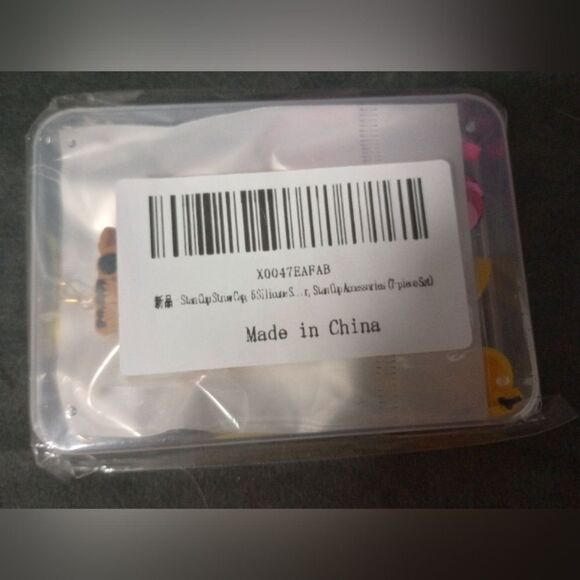 X0047EAFAB
新品 Stan Cup Straw Cap, 6 Silicone S... r, Stan Cup Accessories (7-piece Set)
Made in China